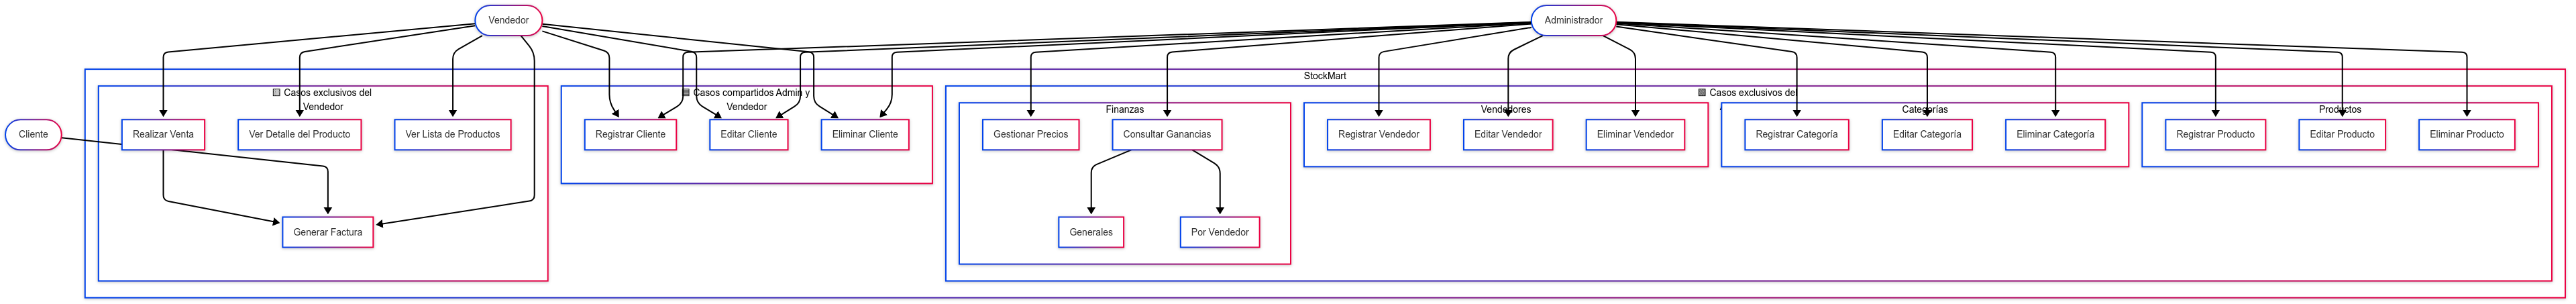 Vendedor
Administrador
StockMart
Casos exclusivos del
Vendedor
Casos compartidos Admin y
Vendedor
Casos exclusivos del
Finanzas
Vendedores
Categorías
Productos
Cliente
Realizar Venta
Ver Detalle del Producto
Ver Lista de Productos
Registrar Cliente
Editar Cliente
Eliminar Cliente
Gestionar Precios
Consultar Ganancias
Registrar Vendedor
Editar Vendedor
Eliminar Vendedor
Registrar Categoría
Editar Categoría
Eliminar Categoría
Registrar Producto
Editar Producto
Eliminar Producto
Generar Factura
Generales
Por Vendedor